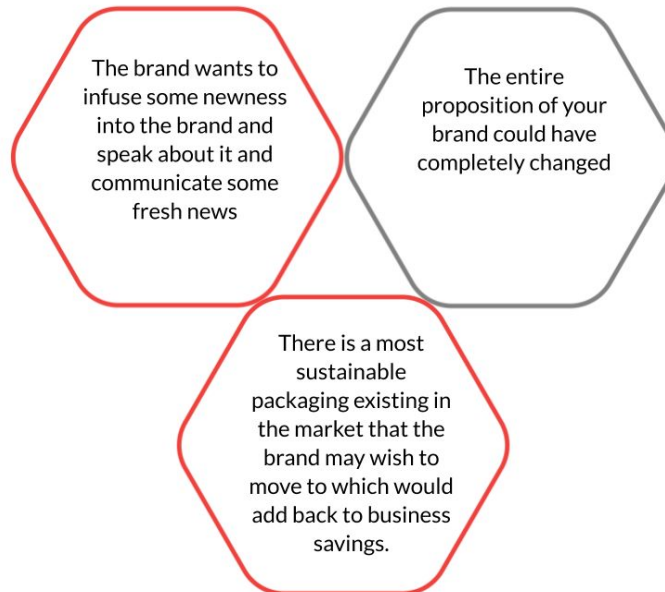 The brand wants to
infuse some newness
into the brand and
speak about it and
communicate some
fresh news
The entire
proposition of your
brand could have
completely changed
There is a most
sustainable
packaging existing in
the market that the
brand may wish to
move to which would
add back to business
savings.